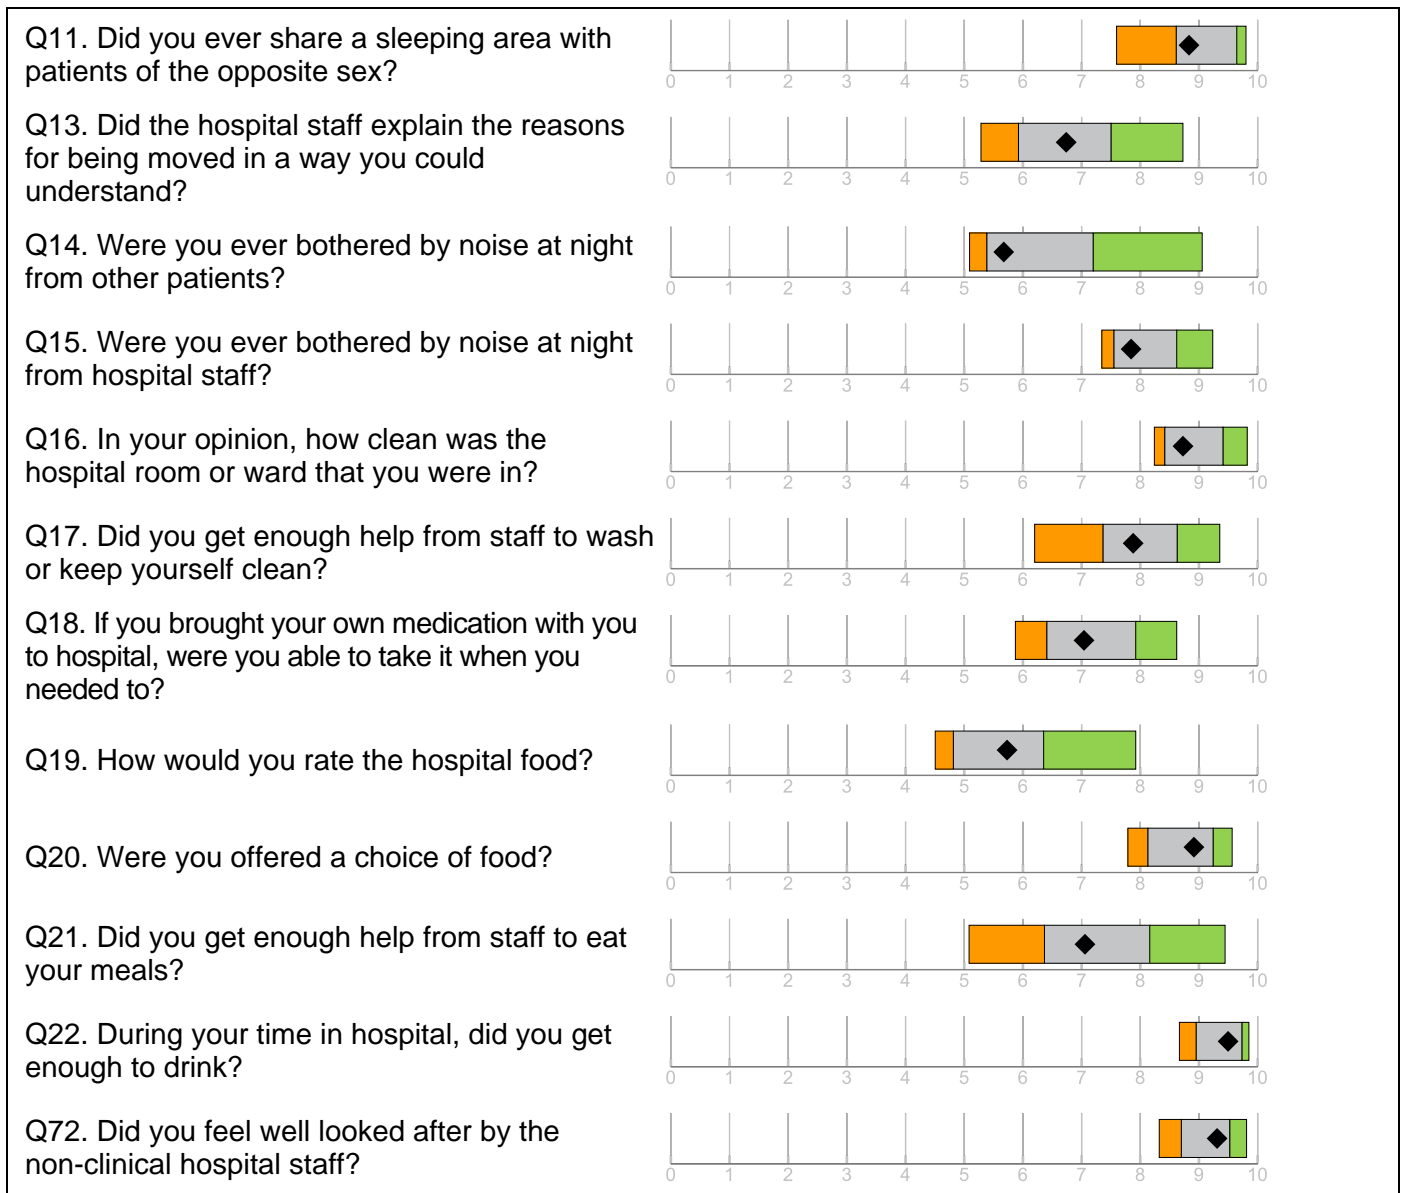 Q11. Did you ever share a sleeping area with
patients of the opposite sex?
0 1 2 3 4 5 6 7 8 9 10
Q13. Did the hospital staff explain the reasons
for being moved in a way you could
understand?
0 1 2 3 4 5 6 7 8 9 10
Q14. Were you ever bothered by noise at night
from other patients?
0 1 2 3 4 5 6 7 8 9 10
Q15. Were you ever bothered by noise at night
from hospital staff?
0 1 2 3 4 5 6 7 8 9 10
Q16. In your opinion, how clean was the
hospital room or ward that you were in?
0 1 2 3 4 5 6 7 8 9 10
Q17. Did you get enough help from staff to wash
or keep yourself clean?
0 1 2 3 4 5 6 7 8 9 10
Q18. If you brought your own medication with you
to hospital, were you able to take it when you
needed to?
0 1 2 3 4 5 6 7 8 9 10
Q19. How would you rate the hospital food?
0 1 2 3 4 5 6 7 8 9 10
Q20. Were you offered a choice of food?
0 1 2 3 4 5 6 7 8 9 10
Q21. Did you get enough help from staff to eat
your meals?
0 1 2 3 4 5 6 7 8 9 10
Q22. During your time in hospital, did you get
enough to drink?
0 1 2 3 4 5 6 7 8 9 10
Q72. Did you feel well looked after by the
non-clinical hospital staff?
0 1 2 3 4 5 6 7 8 9 10